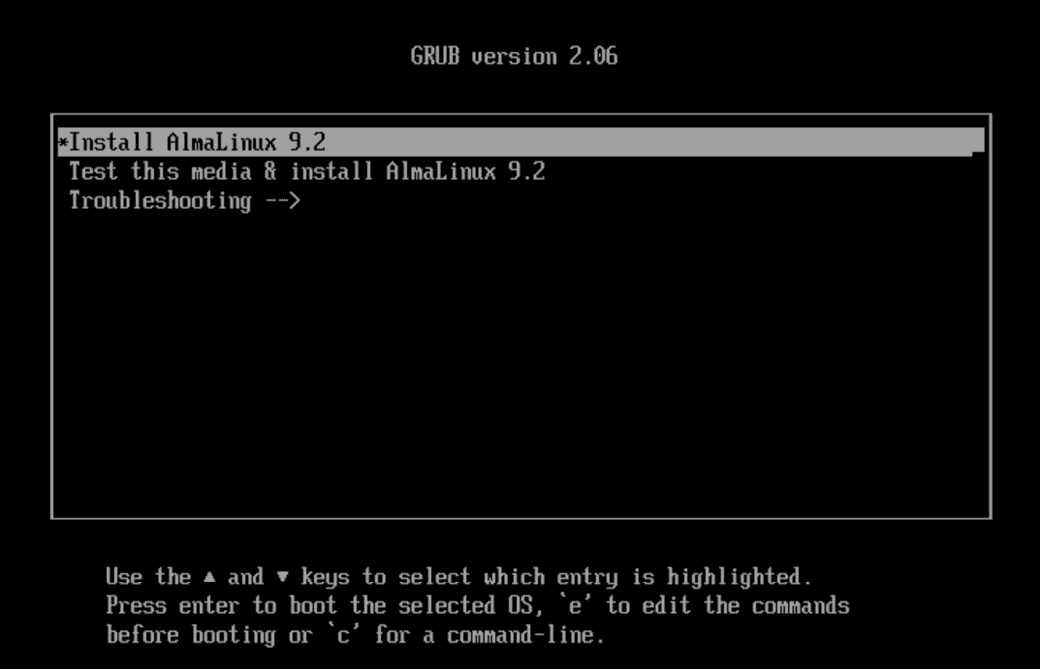 GRUB version 2.06
*Install AlmaLinux 9.2
Test this media & install AlmaLinux 9.2
Troubleshooting -->
Use the ▲ and ▼ keys to select which entry is highlighted.
Press enter to boot the selected OS, `e' to edit the commands
before booting or `c' for a command-line.